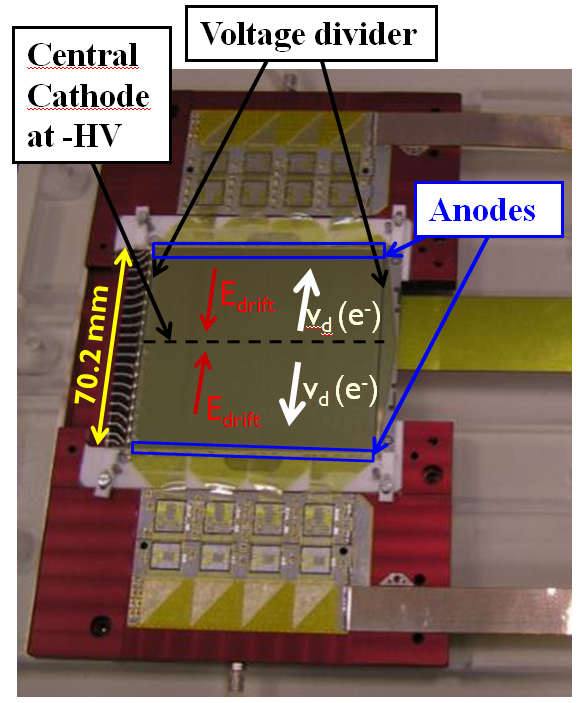 Voltage divider
Central
Cathode
at -HV
Anodes
Edrift
vd (e-)
70.2 mm
vd (e-)
Edrift